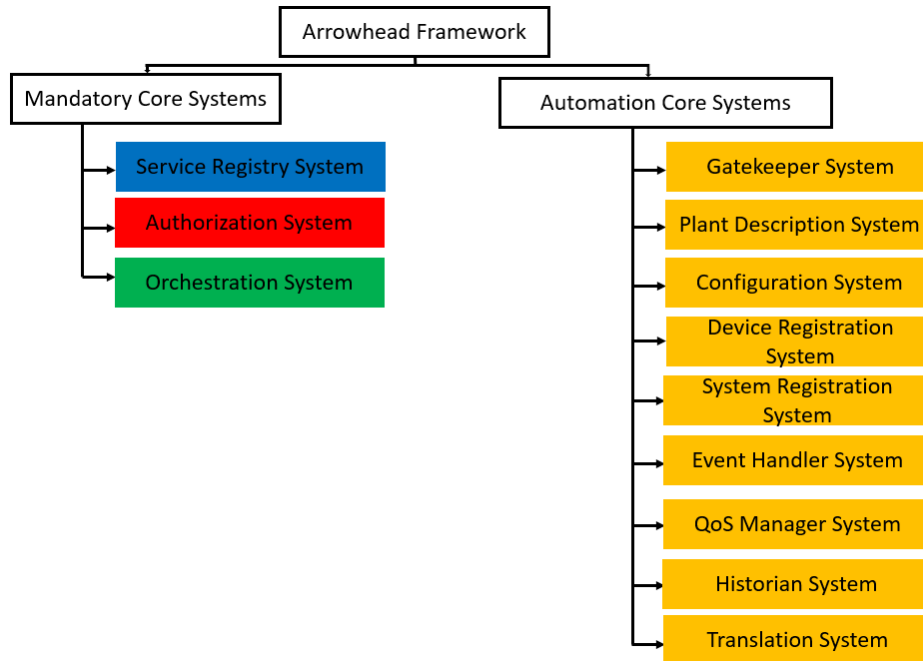 Arrowhead Framework
Mandatory Core Systems
Service Registry System
Authorization System
Orchestration System
Automation Core Systems
Gatekeeper System
Plant Description System
Configuration System
Device Registration
System
System Registration
System
Event Handler System
QoS Manager System
Historian System
Translation System